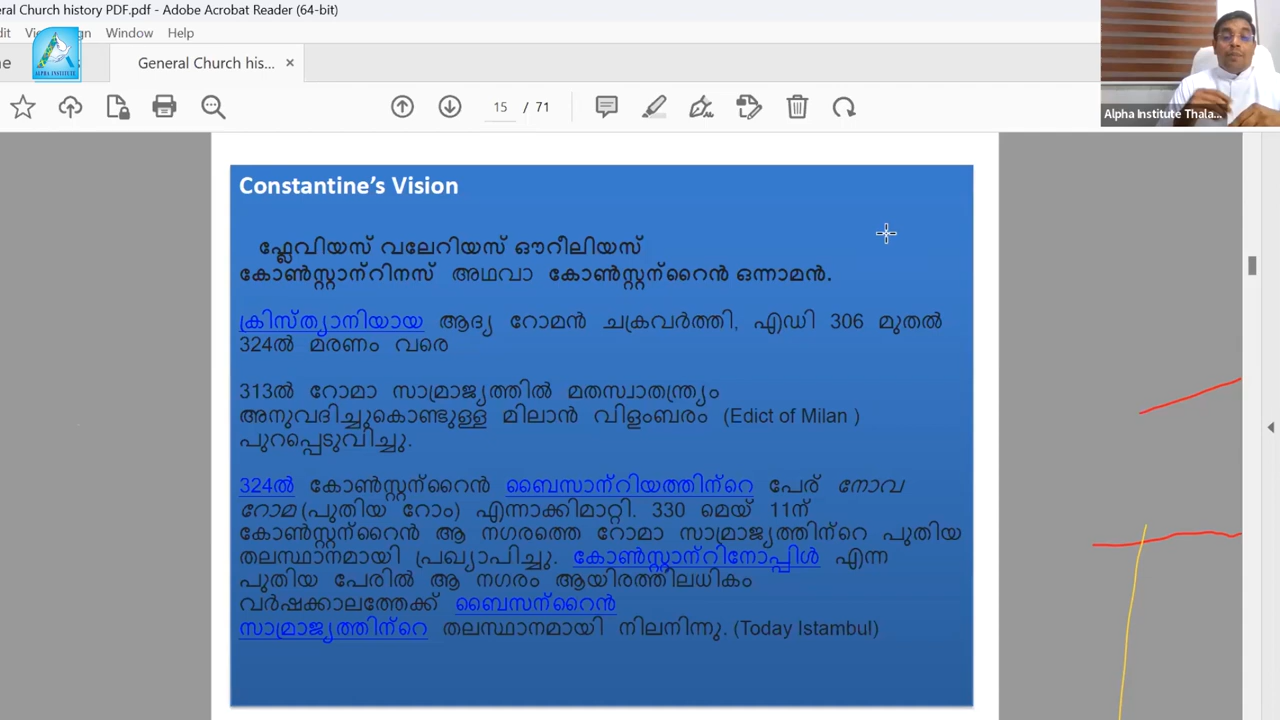 ral Church history PDF.pdf - Adobe Acrobat Reader (64-bit)
Window Help
ALPHA INSTITUTE
General Church his... ×
15 / 71
Alpha Institute Thala...
Constantine's Vision
ഫ്ലേവിയസ് വലേറിയസ് ഔറീലിയസ്
കോൺസ്റ്റാന്റിനസ് അഥവാ കോൺസ്റ്റന്റൈൻ ഒന്നാമൻ.
ക്രിസ്ത്യാനിയായ ആദ്യ റോമൻ ചക്രവർത്തി, എഡി 306 മുതൽ
324ൽ മരണം വരെ
313ൽ റോമാ സാമ്രാജ്യത്തിൽ മതസ്വാതന്ത്ര്യം
അനുവദിച്ചുകൊണ്ടുള്ള മിലാൻ വിളംബരം (Edict of Milan )
പുറപ്പെടുവിച്ചു.
324ൽ കോൺസ്റ്റന്റൈൻ ബൈസാന്റിയത്തിന്റെ പേര് നോവ
റോമ (പുതിയ റോം) എന്നാക്കിമാറ്റി. 330 മെയ് 11ന്
കോൺസ്റ്റന്റൈൻ ആ നഗരത്തെ റോമാ സാമ്രാജ്യത്തിന്റെ പുതിയ
തലസ്ഥാനമായി പ്രഖ്യാപിച്ചു. കോൺസ്റ്റാന്റിനോപ്പിൾ എന്ന
പുതിയ പേരിൽ ആ നഗരം ആയിരത്തിലധികം
വർഷക്കാലത്തേക്ക് ബൈസന്റൈൻ
സാമ്രാജ്യത്തിന്റെ തലസ്ഥാനമായി നിലനിന്നു. (Today Istambul)